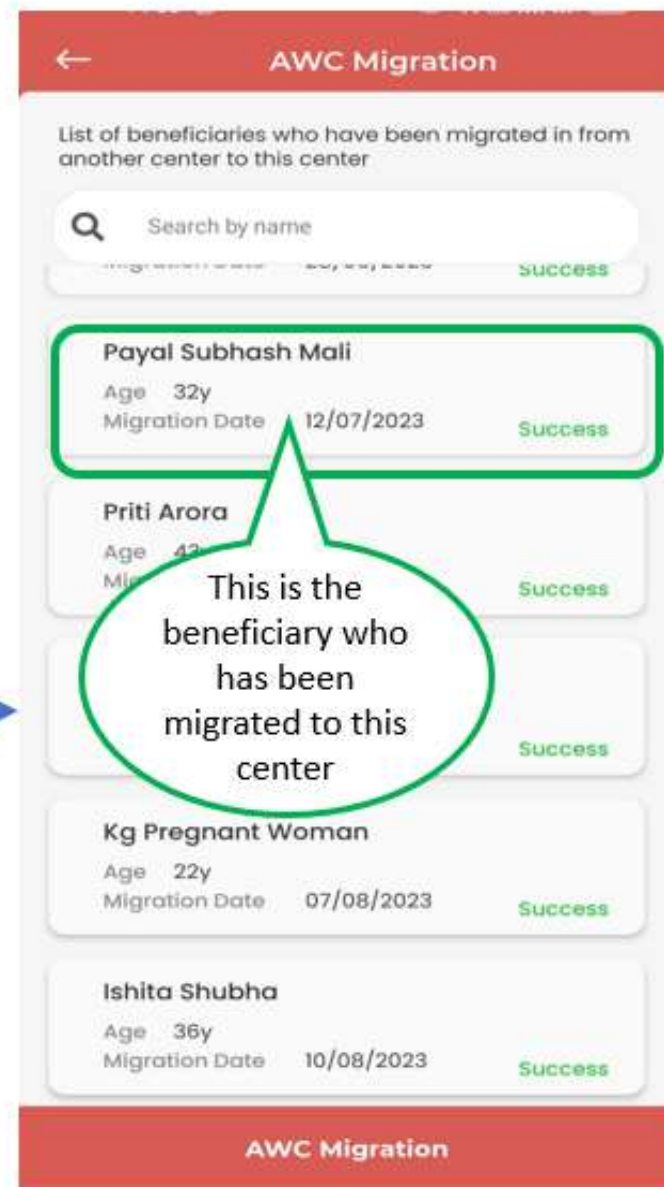 AWC Migration
List of beneficiaries who have been migrated in from
another center to this center
Search by name
Migration Date
Success
Payal Subhash Mali
Age 32y
Migration Date 12/07/2023
Success
Priti Arora
Age
Success
This is the
beneficiary who
has been
migrated to this
center
Success
Kg Pregnant Woman
Age 22y
Migration Date 07/08/2023
Success
Ishita Shubha
Age 36y
Migration Date 10/08/2023
Success
AWC Migration